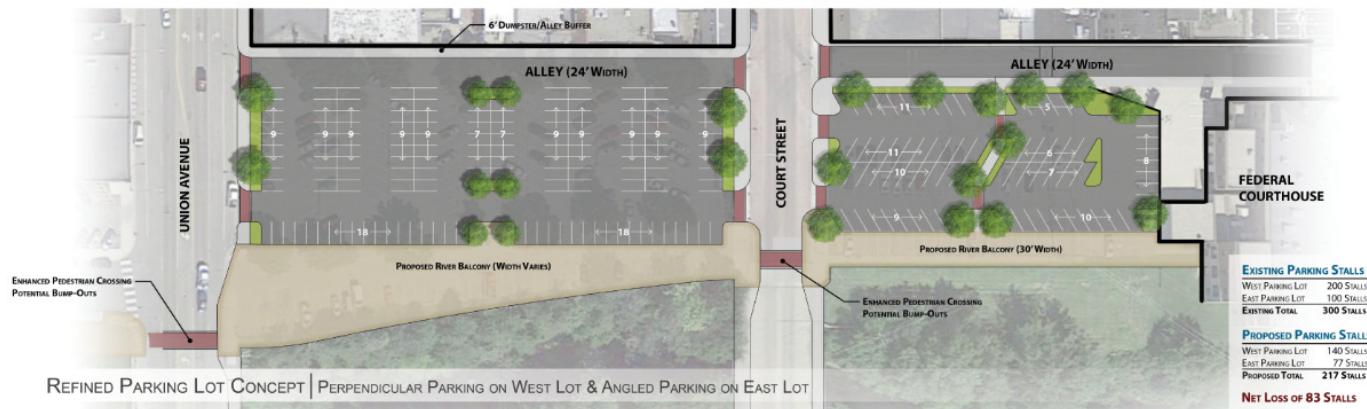 6' Dumpster/Alley Buffer
Alley (24' Width)
Alley (24' Width)
Union Avenue
Court Street
Federal
Courthouse
9 9 9 9 9 7 7 9 9 9 9 9
18 18
11 5
11 6
10 7
8
9 10
Proposed River Balcony (Width Varies)
Proposed River Balcony (30' Width)
Enhanced Pedestrian Crossing
Potential Bump-Outs
Enhanced Pedestrian Crossing
Potential Bump-Outs
Existing Parking Stalls
West Parking Lot 200 Stalls
East Parking Lot 100 Stalls
Existing Total 300 Stalls
Proposed Parking Stalls
West Parking Lot 140 Stalls
East Parking Lot 77 Stalls
Proposed Total 217 Stalls
Net Loss of 83 Stalls
Refined Parking Lot Concept | Perpendicular Parking on West Lot & Angled Parking on East Lot